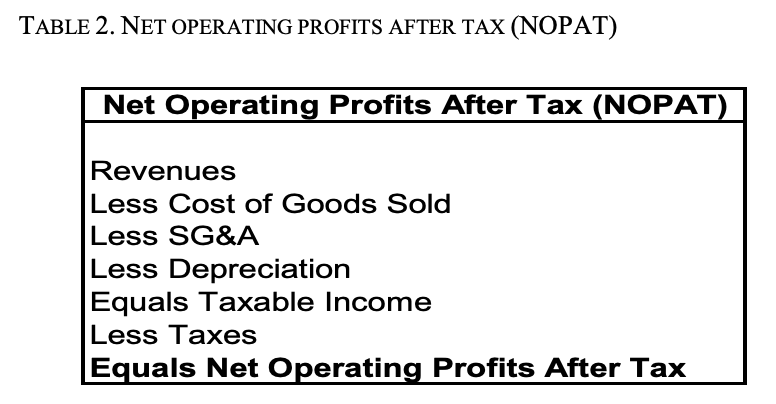 TABLE 2. NET OPERATING PROFITS AFTER TAX (NOPAT)
Net Operating Profits After Tax (NOPAT)
Revenues
Less Cost of Goods Sold
Less SG&A
Less Depreciation
Equals Taxable Income
Less Taxes
Equals Net Operating Profits After Tax